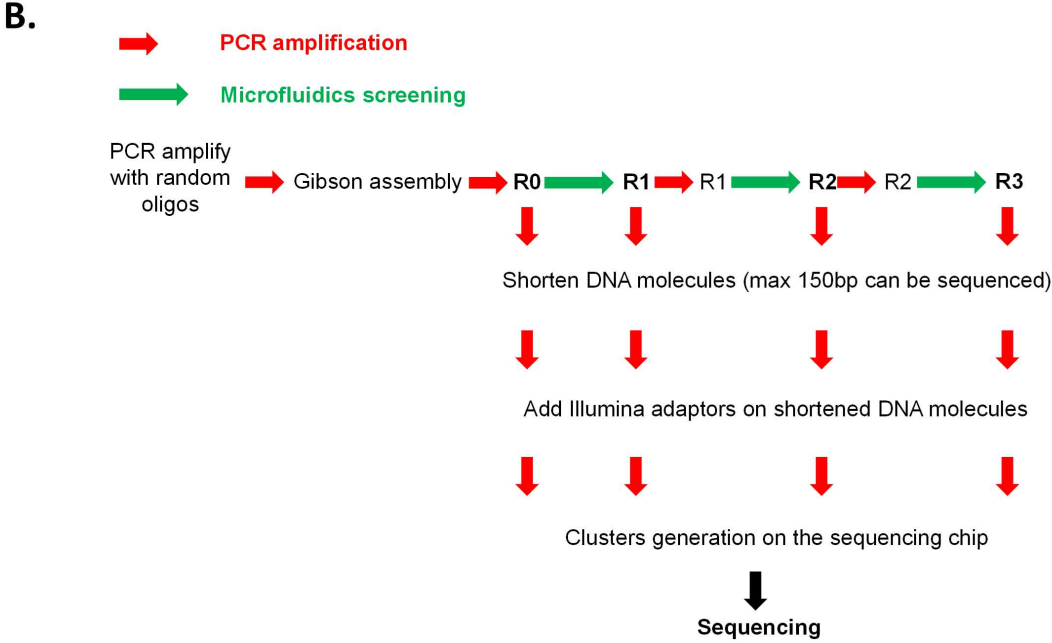 B.
PCR amplification
Microfluidics screening
PCR amplify
with random
oligos
Gibson assembly R0 R1 R1 R2 R2 R3
Shorten DNA molecules (max 150bp can be sequenced)
Add Illumina adaptors on shortened DNA molecules
Clusters generation on the sequencing chip
Sequencing